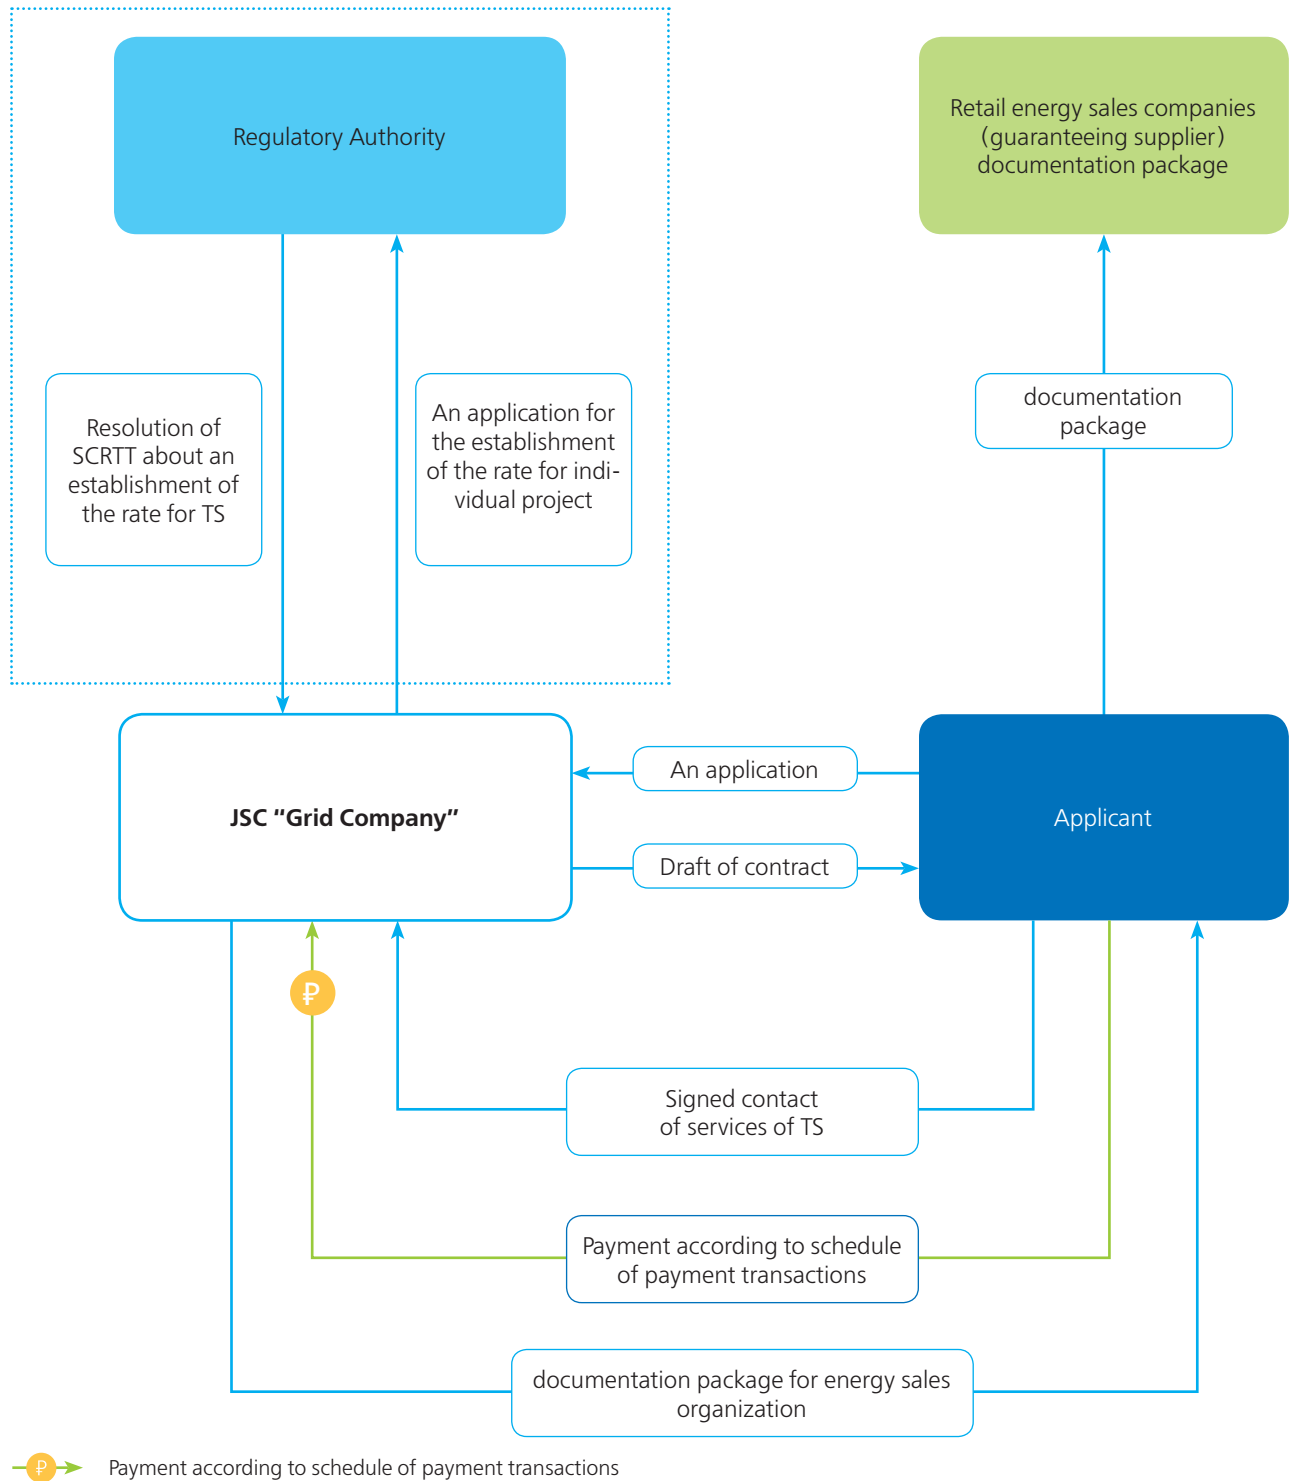 Regulatory Authority
Retail energy sales companies
(guaranteeing supplier)
documentation package
Resolution of
SCRTT about an
establishment of
the rate for TS
An application for
the establishment
of the rate for indi-
vidual project
documentation
package
JSC “Grid Company”
An application
Applicant
Draft of contract
₽
Signed contact
of services of TS
Payment according to schedule
of payment transactions
documentation package for energy sales
organization
₽ Payment according to schedule of payment transactions